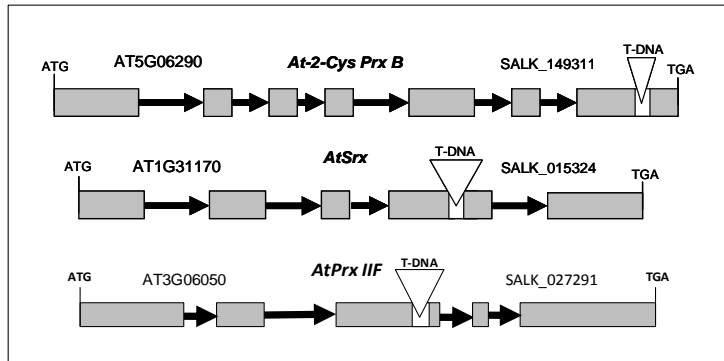 ATG AT5G06290 At-2-Cys Prx B SALK_149311 T-DNA TGA
ATG AT1G31170 AtSrx T-DNA SALK_015324 TGA
ATG AT3G06050 AtPrx IIF T-DNA SALK_027291 TGA